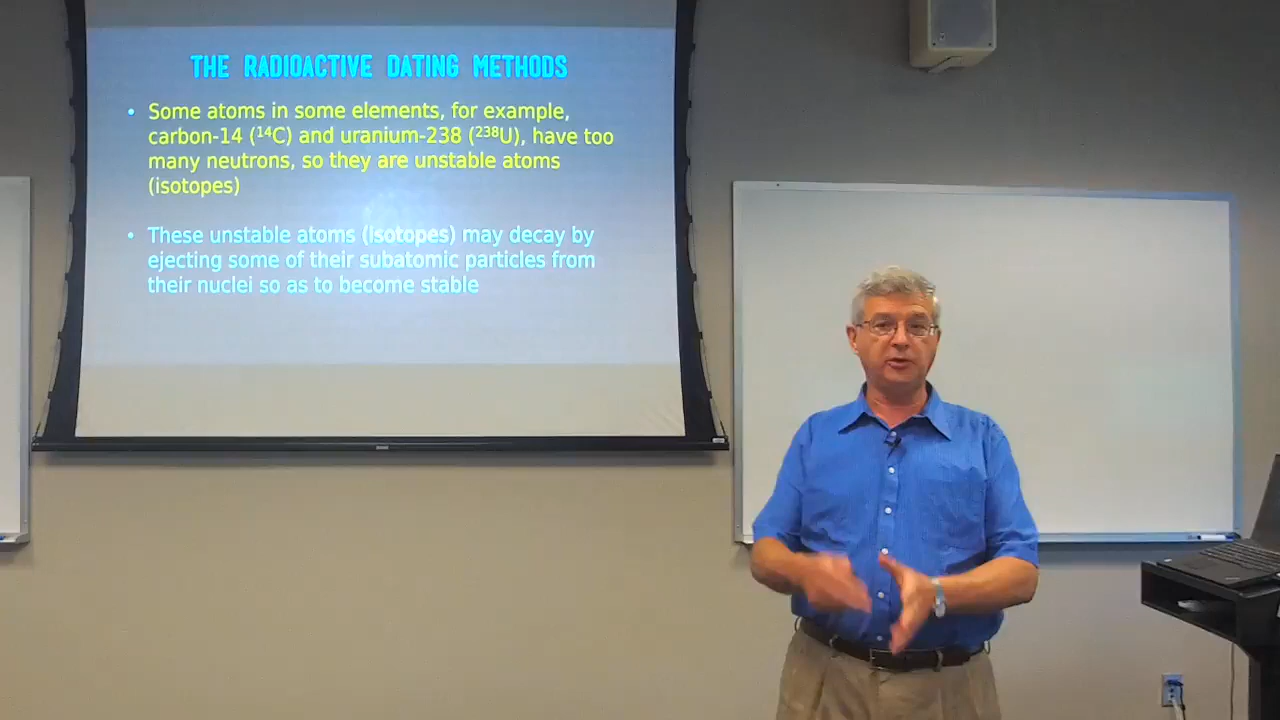 THE RADIOACTIVE DATING METHODS
• Some atoms in some elements, for example,
carbon-14 (¹⁴C) and uranium-238 (²³⁸U), have too
many neutrons, so they are unstable atoms
(isotopes)
• These unstable atoms (isotopes) may decay by
ejecting some of their subatomic particles from
their nuclei so as to become stable